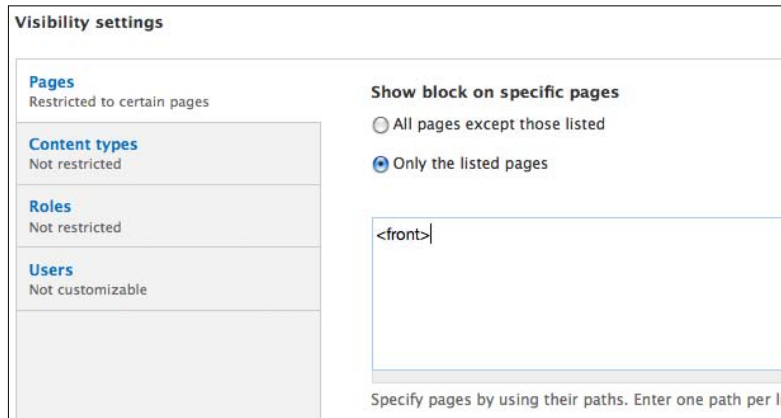 Visibility settings
Pages
Restricted to certain pages
Content types
Not restricted
Roles
Not restricted
Users
Not customizable
Show block on specific pages
All pages except those listed
Only the listed pages
<front>
Specify pages by using their paths. Enter one path per